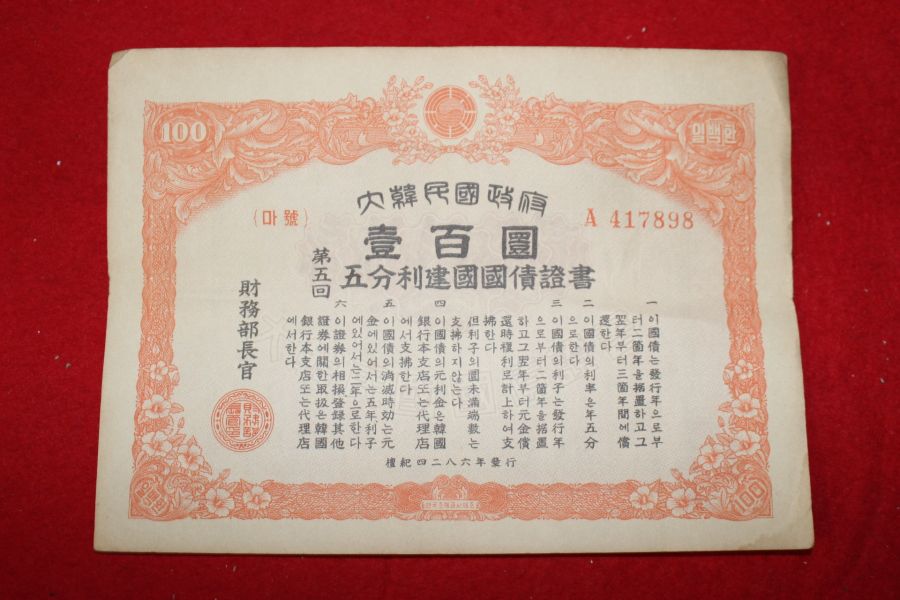 100
일백환
大韓民國政府
{마號}
A 417898
壹百圜
第五回
五分利建國國債證書
一 이國債는發行年으로부
터二箇年을据置하고그
翌年부터三箇年間에償
還한다
二 이國債의利率은年五分
으로한다
三 이國債의利子는發行年
으로부터二箇年을据置
하고그翌年부터元金償
還時複利로計上하여支
拂하다
但利子의圜未滿端數는
支拂하지않는다
四 이國債의元利金은韓國
銀行本支店또는代理店
에서支拂한다
五 이國債의消滅時効는元
金에있어서는五年利子
에있어서는二年으로한다
六 이證券의相換登錄其他
證券에關한取扱은韓國
銀行本支店또는代理店
에서한다
財務部長官
檀紀四二八六年發行
100